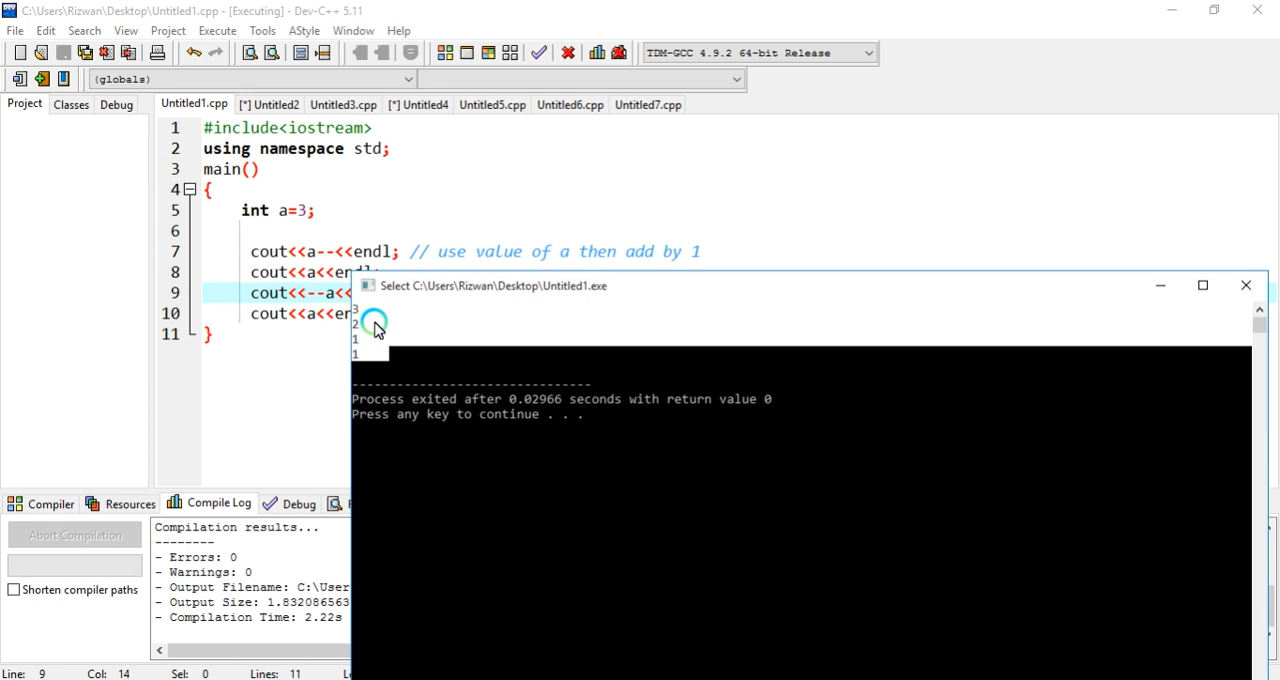 C:\Users\Rizwan\Desktop\Untitled1.cpp - [Executing] - Dev-C++ 5.11
File Edit Search View Project Execute Tools AStyle Window Help
TDM-GCC 4.9.2 64-bit Release
(globals)
Project Classes Debug Untitled1.cpp [*] Untitled2 Untitled3.cpp [*] Untitled4 Untitled5.cpp Untitled6.cpp Untitled7.cpp
1 #include<iostream>
2 using namespace std;
3 main()
4 {
5 int a=3;
6
7 cout<<a--<<endl; // use value of a then add by 1
8 cout<<a<<endl;
9 cout<<--a<<
10 cout<<a<<en
11 }
Select C:\Users\Rizwan\Desktop\Untitled1.exe
3
2
1
1
--------------------------------
Process exited after 0.02966 seconds with return value 0
Press any key to continue . . .
Compiler Resources Compile Log Debug
Abort Compilation
Shorten compiler paths
Compilation results...
--------
- Errors: 0
- Warnings: 0
- Output Filename: C:\User
- Output Size: 1.832086563
- Compilation Time: 2.22s
Line: 9 Col: 14 Sel: 0 Lines: 11